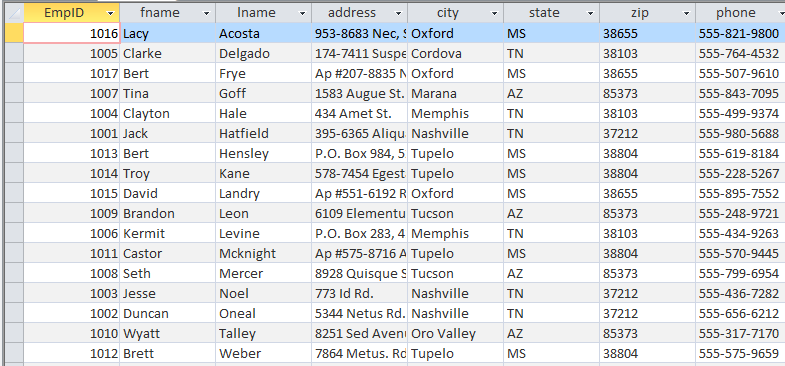 EmpID fname lname address city state zip phone
1016 Lacy Acosta 953-8683 Nec, S Oxford MS 38655 555-821-9800
1005 Clarke Delgado 174-7411 Suspe Cordova TN 38103 555-764-4532
1017 Bert Frye Ap #207-8835 N Oxford MS 38655 555-507-9610
1007 Tina Goff 1583 Augue St. Marana AZ 85373 555-843-7095
1004 Clayton Hale 434 Amet St. Memphis TN 38103 555-499-9374
1001 Jack Hatfield 395-6365 Aliqu Nashville TN 37212 555-980-5688
1013 Bert Hensley P.O. Box 984, 5 Tupelo MS 38804 555-619-8184
1014 Troy Kane 578-7454 Egest Tupelo MS 38804 555-228-5267
1015 David Landry Ap #551-6192 R Oxford MS 38655 555-895-7552
1009 Brandon Leon 6109 Elementu Tucson AZ 85373 555-248-9721
1006 Kermit Levine P.O. Box 283, 4 Memphis TN 38103 555-434-9263
1011 Castor Mcknight Ap #575-8716 A Tupelo MS 38804 555-570-9445
1008 Seth Mercer 8928 Quisque S Tucson AZ 85373 555-799-6954
1003 Jesse Noel 773 Id Rd. Nashville TN 37212 555-436-7282
1002 Duncan Oneal 5344 Netus Rd. Nashville TN 37212 555-656-6212
1010 Wyatt Talley 8251 Sed Avenu Oro Valley AZ 85373 555-317-7170
1012 Brett Weber 7864 Metus. Rd Tupelo MS 38804 555-575-9659